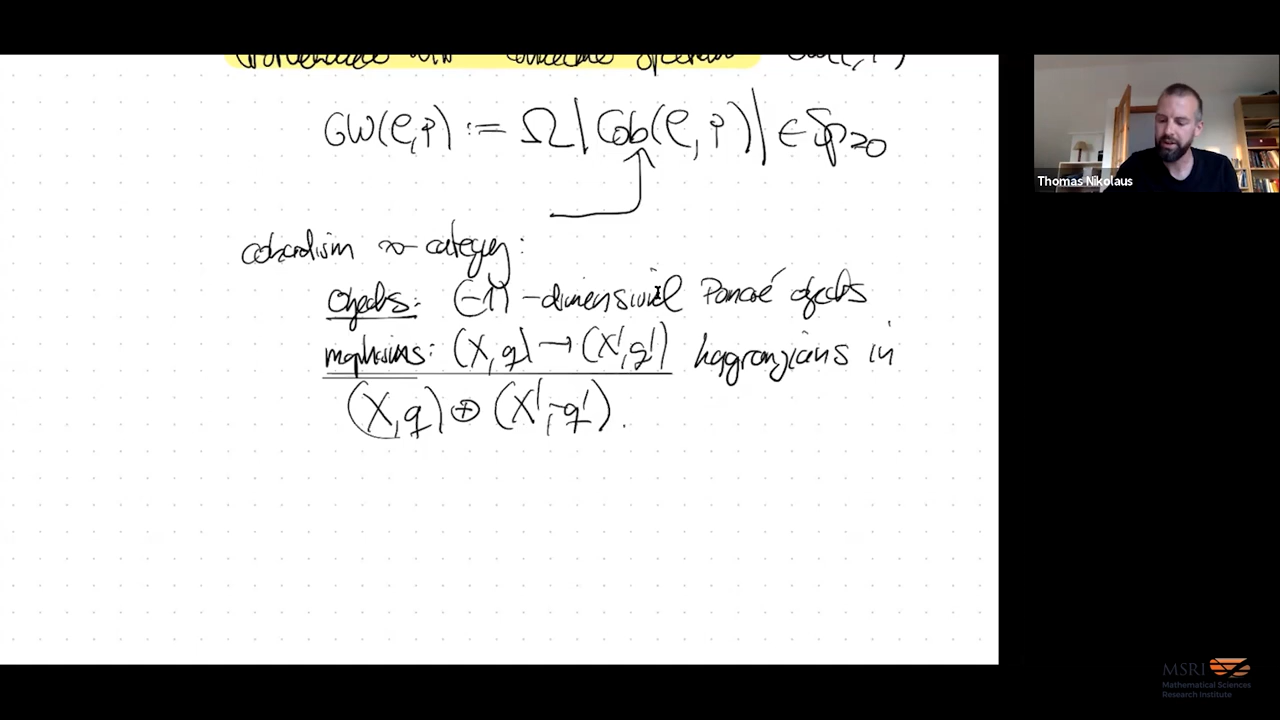 GW(C,Ϙ) := Ω|Cob(C,Ϙ)| ∈ Sp≥0
cobordism ∞-category:
Objects: (-1)-dimensional Poincaré objects
morphisms: (X,q) → (X',q') Lagrangians in
(X,q) ⊕ (X',-q').
Thomas Nikolaus
MSRI
Mathematical Sciences
Research Institute